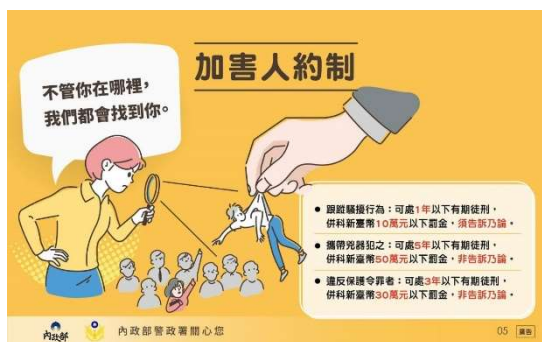 加害人約制
不管你在哪裡，
我們都會找到你。
● 跟蹤騷擾行為：可處1年以下有期徒刑，
併科新臺幣10萬元以下罰金，須告訴乃論。
● 攜帶兇器犯之：可處5年以下有期徒刑，
併科新臺幣50萬元以下罰金，非告訴乃論。
● 違反保護令罪者：可處3年以下有期徒刑，
併科新臺幣30萬元以下罰金，非告訴乃論。
內政部 內政部警政署關心您
05 廣告